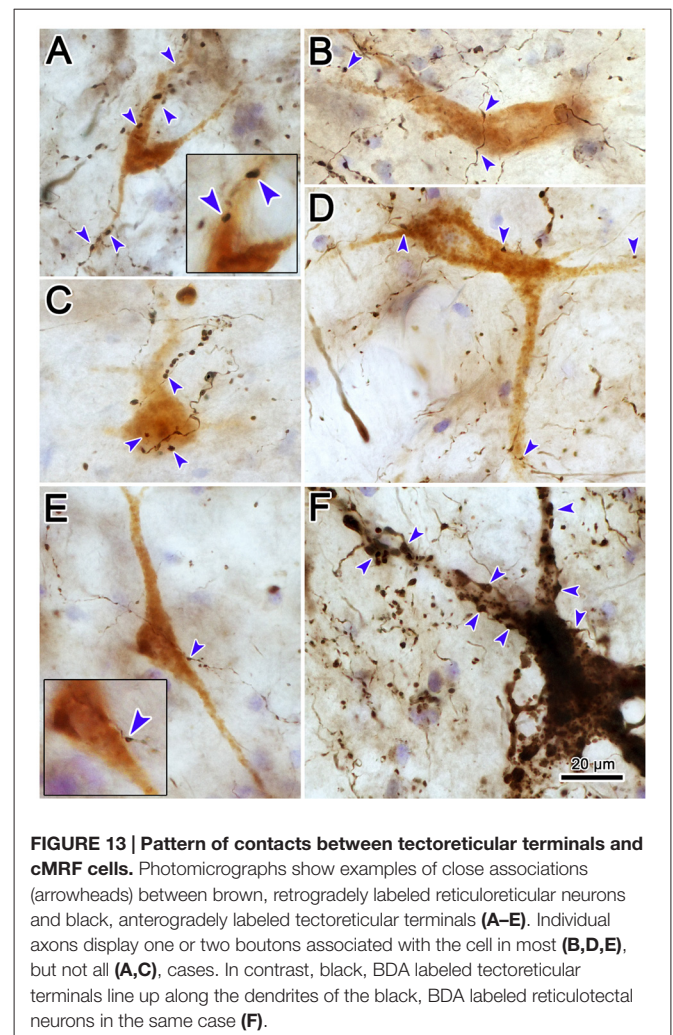 A
B
C
D
E
F
20 µm
FIGURE 13 | Pattern of contacts between tectoreticular terminals and
cMRF cells. Photomicrographs show examples of close associations
(arrowheads) between brown, retrogradely labeled reticuloreticular neurons
and black, anterogradely labeled tectoreticular terminals (A–E). Individual
axons display one or two boutons associated with the cell in most (B,D,E),
but not all (A,C), cases. In contrast, black, BDA labeled tectoreticular
terminals line up along the dendrites of the black, BDA labeled reticulotectal
neurons in the same case (F).